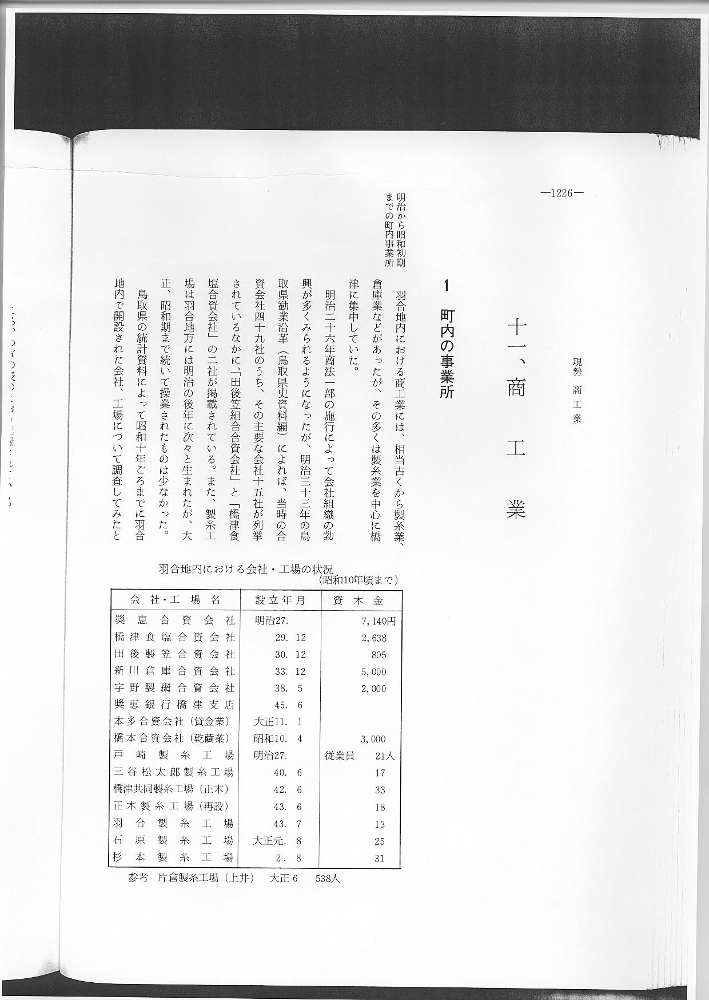 —1226—
現勢 商工業
十一、商工業
1 町内の事業所
明治から昭和初期
までの町内事業所
羽合地内における商工業には、相当古くから製糸業、
倉庫業などがあったが、その多くは製糸業を中心に橋
津に集中していた。
明治二十六年商法一部の施行によって会社組織の勃
興が多くみられるようになったが、明治三十三年の鳥
取県勧業沿革（鳥取県史資料編）によれば、当時の合
資会社四十九社のうち、その主要な会社十五社が列挙
されているなかに、「田後笠組合合資会社」と「橋津食
塩合資会社」の二社が掲載されている。また、製糸工
場は羽合地方には明治の後年に次々と生まれたが、大
正、昭和期まで続いて操業されたものは少なかった。
鳥取県の統計資料によって昭和十年ごろまでに羽合
地内で開設された会社、工場について調査してみたと
羽合地内における会社・工場の状況
（昭和10年頃まで）
会社・工場名 設立年月 資本金
奬恵合資会社 明治27. 7,140円
橋津食塩合資会社 29. 12 2,638
田後製笠合資会社 30. 12 805
新川倉庫合資会社 33. 12 5,000
宇野製網合資会社 38. 5 2,000
奬恵銀行橋津支店 45. 6
本多合資会社（貸金業） 大正11. 1
橋本合資会社（乾繭業） 昭和10. 4 3,000
戸崎製糸工場 明治27. 従業員 21人
三谷松太郎製糸工場 40. 6 17
橋津共同製糸工場（正木） 42. 6 33
正木製糸工場（再設） 43. 6 18
羽合製糸工場 43. 7 13
石原製糸工場 大正元. 8 25
杉本製糸工場 2. 8 31
参考 片倉製糸工場（上井） 大正6 538人